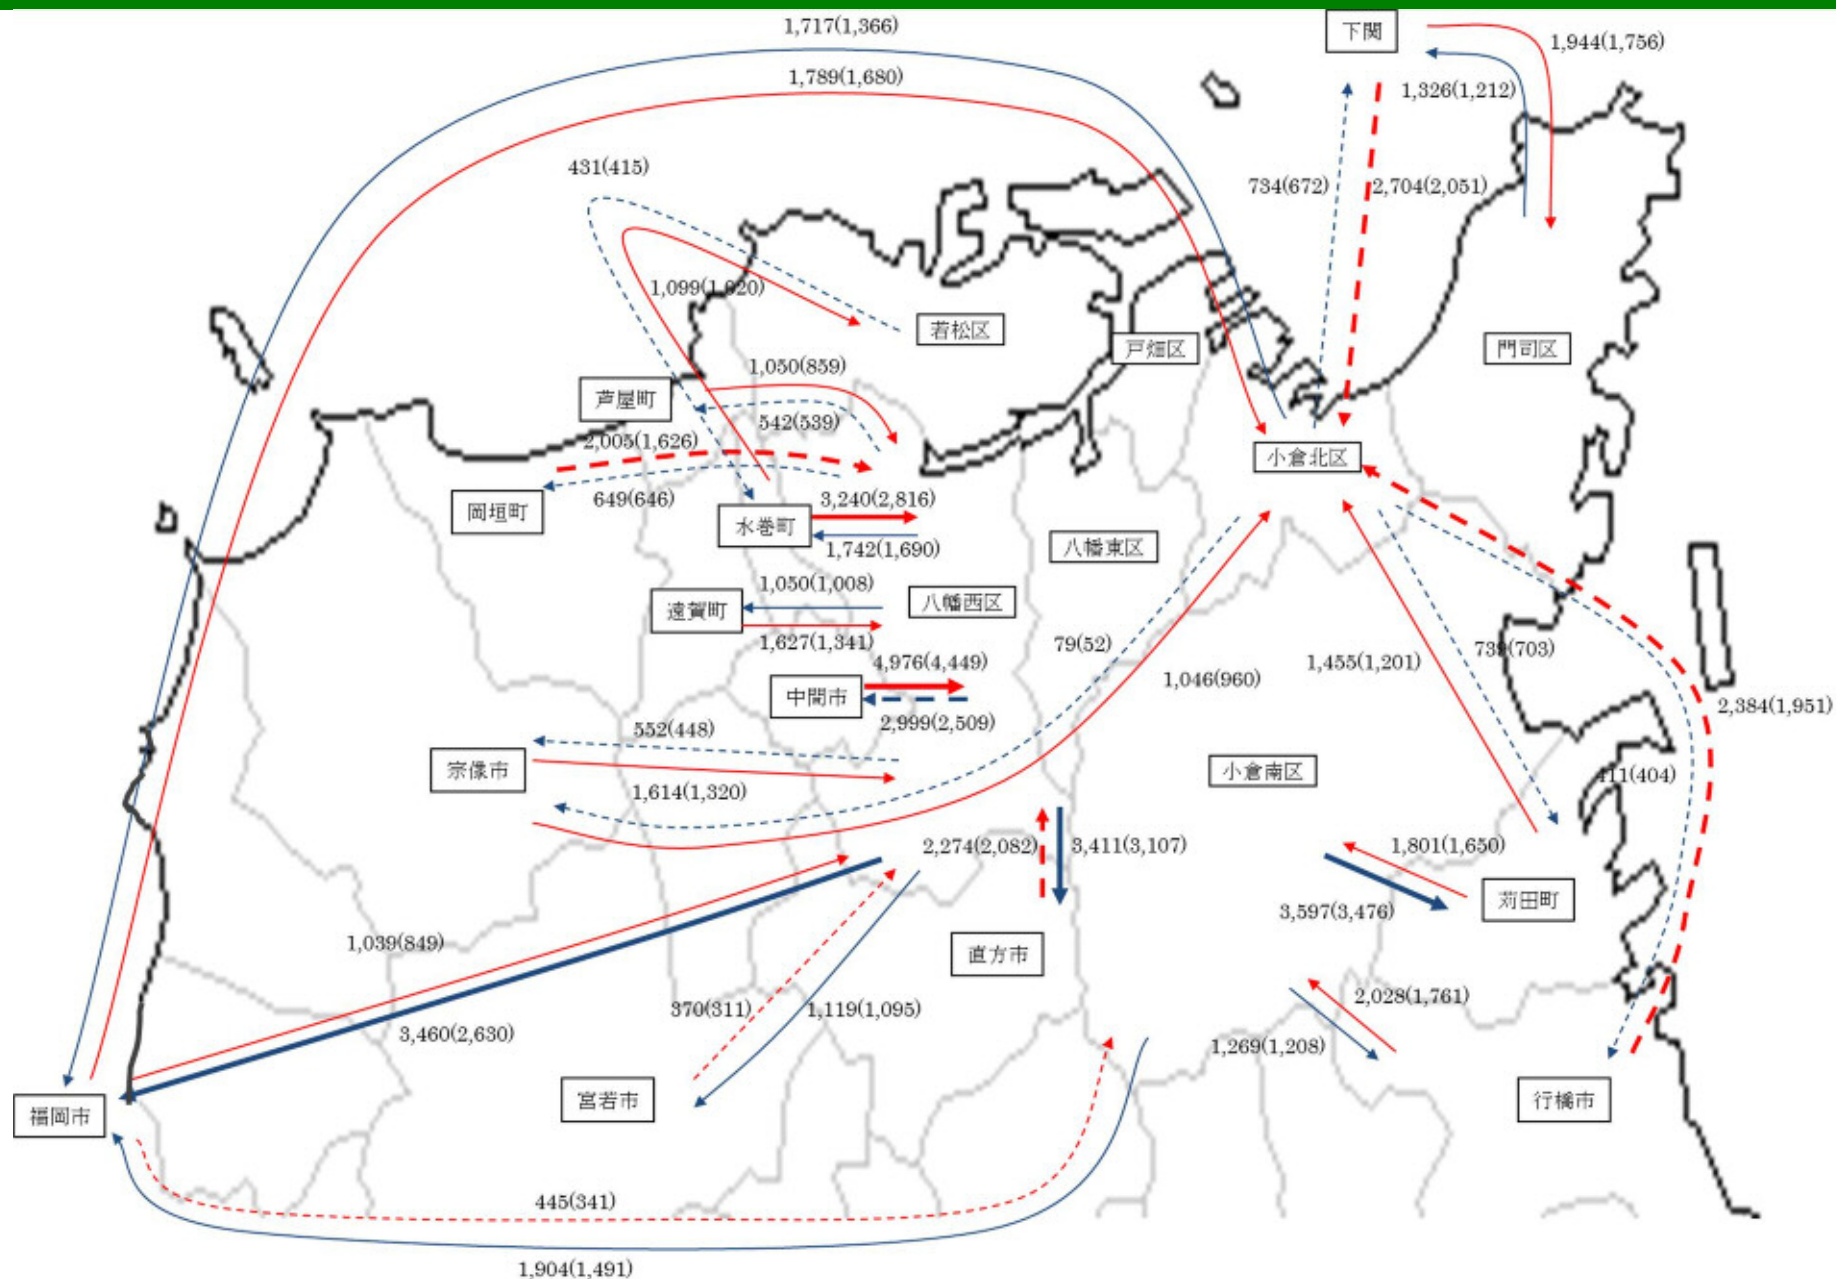 1,717(1,366)
下関
1,944(1,756)
1,789(1,680)
1,326(1,212)
431(415)
734(672)
2,704(2,051)
1,099(1,020)
若松区
戸畑区
門司区
1,050(859)
芦屋町
542(539)
2,005(1,626)
小倉北区
649(646)
3,240(2,816)
岡垣町
水巻町
1,742(1,690)
八幡東区
1,050(1,008)
遠賀町
八幡西区
1,627(1,341)
79(52)
739(703)
4,976(4,449)
1,455(1,201)
1,046(960)
中間市
2,999(2,509)
2,384(1,951)
552(448)
宗像市
小倉南区
411(404)
1,614(1,320)
2,274(2,082)
3,411(3,107)
1,801(1,650)
苅田町
3,597(3,476)
1,039(849)
直方市
2,028(1,761)
370(311)
1,119(1,095)
3,460(2,630)
1,269(1,208)
宮若市
行橋市
福岡市
445(341)
1,904(1,491)